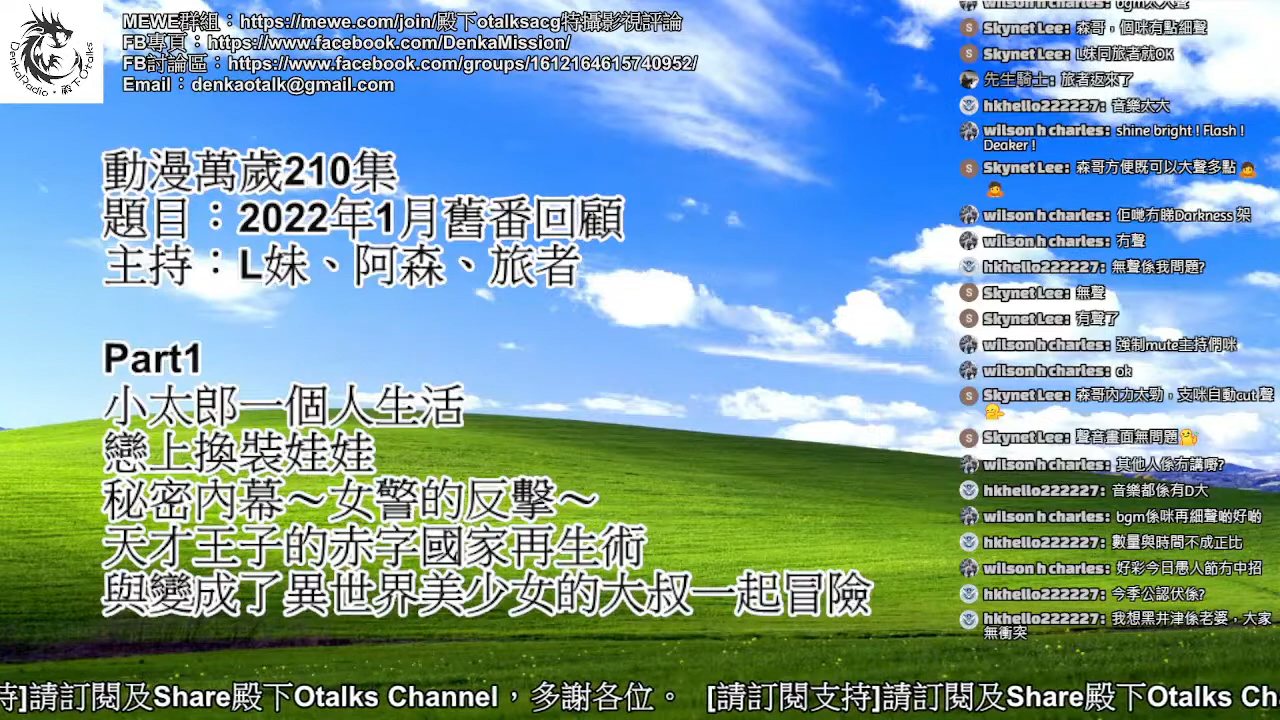 MEWE群組：https://mewe.com/join/殿下otalksacg特攝影視評論
FB專頁：https://www.facebook.com/DenkaMission/
FB討論區：https://www.facebook.com/groups/1612164615740952/
Email：denkaotalk@gmail.com
動漫萬歲210集
題目：2022年1月舊番回顧
主持：L妹、阿森、旅者
Part1
小太郎一個人生活
戀上換裝娃娃
秘密內幕～女警的反擊～
天才王子的赤字國家再生術
與變成了異世界美少女的大叔一起冒險
wilson h charles: bgm太大聲
Skynet Lee: 森哥，個咪有點細聲
Skynet Lee: L妹同旅者就OK
先生騎士: 旅者返來了
hkhello222227: 音樂太大
wilson h charles: shine bright ! Flash !
Deaker !
Skynet Lee: 森哥方便既可以大聲多點
wilson h charles: 佢哋冇睇Darkness 架
wilson h charles: 冇聲
hkhello222227: 無聲係我問題?
Skynet Lee: 無聲
Skynet Lee: 有聲了
wilson h charles: 強制mute主持們咪
wilson h charles: ok
Skynet Lee: 森哥內力太勁，支咪自動cut 聲
Skynet Lee: 聲音畫面無問題
wilson h charles: 其他人係冇講嘢?
hkhello222227: 音樂都係有D大
wilson h charles: bgm係咪再細聲啲好啲
hkhello222227: 數量與時間不成正比
wilson h charles: 好彩今日愚人節冇中招
hkhello222227: 今季公認伏係?
hkhello222227: 我想黑井津係老婆，大家
無衝突
持]請訂閱及Share殿下Otalks Channel，多謝各位。 [請訂閱支持]請訂閱及Share殿下Otalks Ch